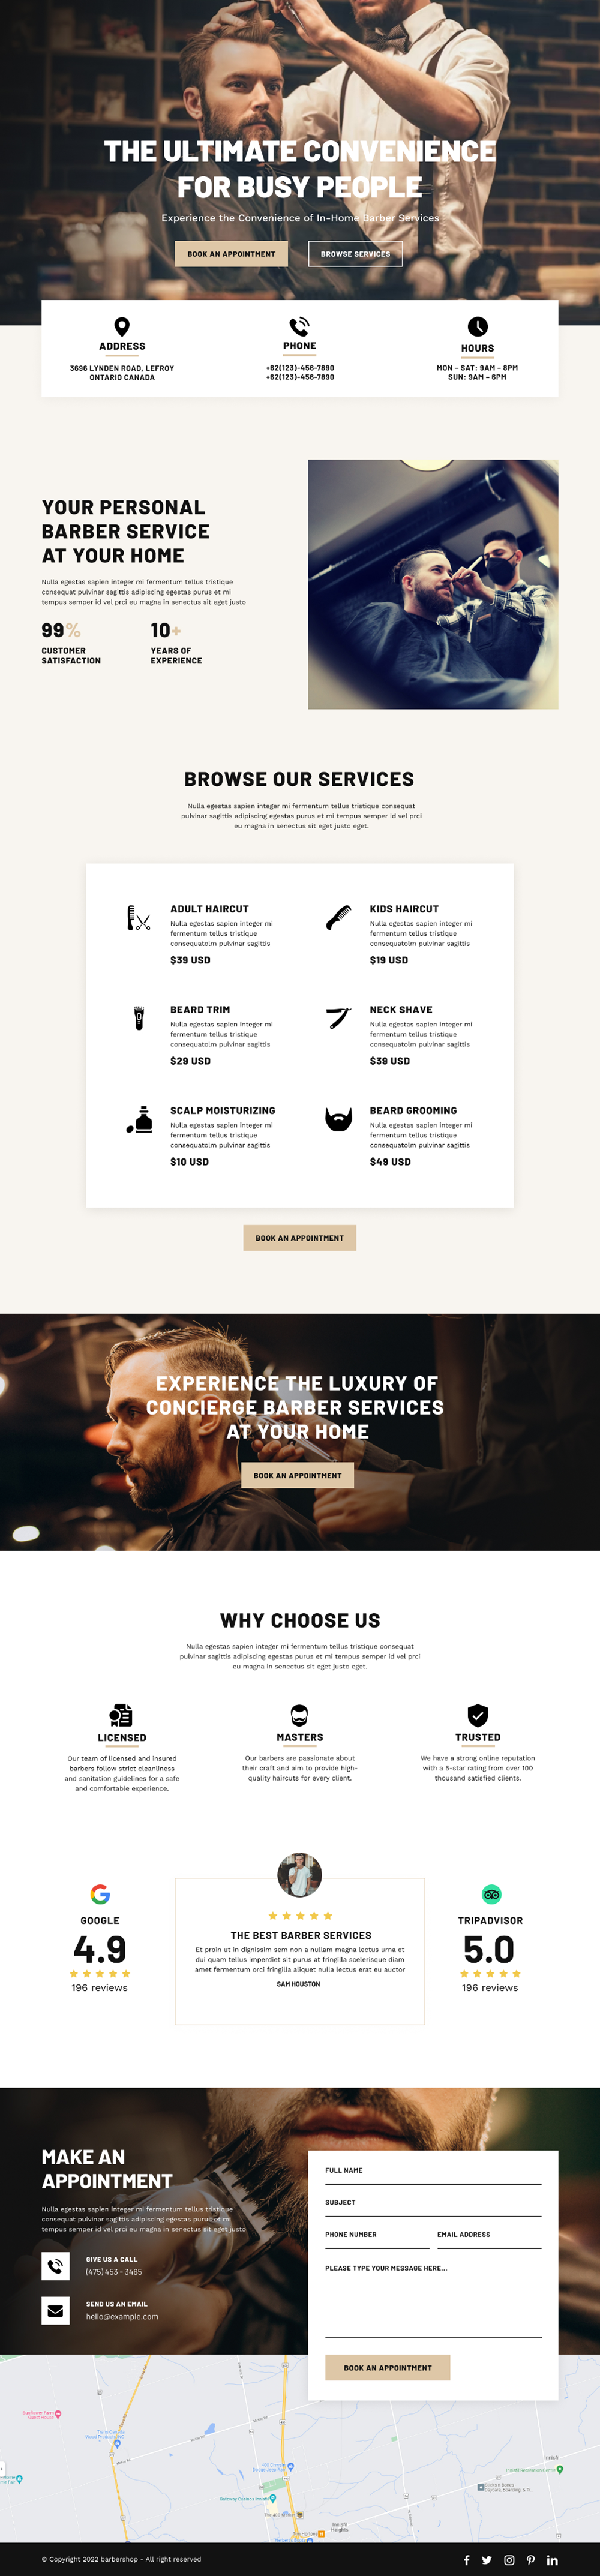 THE ULTIMATE CONVENIENCE
FOR BUSY PEOPLE
Experience the Convenience of In-Home Barber Services
BOOK AN APPOINTMENT
BROWSE SERVICES
ADDRESS
3696 LYNDEN ROAD, LEFROY
ONTARIO CANADA
PHONE
+62(123)-456-7890
+62(123)-456-7890
HOURS
MON – SAT: 9AM – 8PM
SUN: 9AM – 6PM
YOUR PERSONAL
BARBER SERVICE
AT YOUR HOME
Nulla egestas sapien integer mi fermentum tellus tristique
consequat pulvinar sagittis adipiscing egestas purus et mi
tempus semper id vel prci eu magna in senectus sit eget justo
99%
CUSTOMER
SATISFACTION
10+
YEARS OF
EXPERIENCE
BROWSE OUR SERVICES
Nulla egestas sapien integer mi fermentum tellus tristique consequat
pulvinar sagittis adipiscing egestas purus et mi tempus semper id vel prci
eu magna in senectus sit eget justo eget.
ADULT HAIRCUT
Nulla egestas sapien integer mi
fermentum tellus tristique
consequatolm pulvinar sagittis
$39 USD
KIDS HAIRCUT
Nulla egestas sapien integer mi
fermentum tellus tristique
consequatolm pulvinar sagittis
$19 USD
BEARD TRIM
Nulla egestas sapien integer mi
fermentum tellus tristique
consequatolm pulvinar sagittis
$29 USD
NECK SHAVE
Nulla egestas sapien integer mi
fermentum tellus tristique
consequatolm pulvinar sagittis
$39 USD
SCALP MOISTURIZING
Nulla egestas sapien integer mi
fermentum tellus tristique
consequatolm pulvinar sagittis
$10 USD
BEARD GROOMING
Nulla egestas sapien integer mi
fermentum tellus tristique
consequatolm pulvinar sagittis
$49 USD
BOOK AN APPOINTMENT
EXPERIENCE THE LUXURY OF
CONCIERGE BARBER SERVICES
AT YOUR HOME
BOOK AN APPOINTMENT
WHY CHOOSE US
Nulla egestas sapien integer mi fermentum tellus tristique consequat
pulvinar sagittis adipiscing egestas purus et mi tempus semper id vel prci
eu magna in senectus sit eget justo eget.
LICENSED
Our team of licensed and insured
barbers follow strict cleanliness
and sanitation guidelines for a safe
and comfortable experience.
MASTERS
Our barbers are passionate about
their craft and aim to provide high-
quality haircuts for every client.
TRUSTED
We have a strong online reputation
with a 5-star rating from over 100
thousand satisfied clients.
GOOGLE
4.9
196 reviews
THE BEST BARBER SERVICES
Et proin ut in dignissim sem non a nullam magna lectus urna et
dui quam tellus imperdiet sit purus at fringilla scelerisque diam
amet fermentum orci fringilla aliquet nulla lectus erat eu auctor
SAM HOUSTON
TRIPADVISOR
5.0
196 reviews
MAKE AN
APPOINTMENT
Nulla egestas sapien integer mi fermentum tellus tristique
consequat pulvinar sagittis adipiscing egestas purus et mi
tempus semper id vel prci eu magna in senectus sit eget justo
GIVE US A CALL
(475) 453 - 3465
SEND US AN EMAIL
hello@example.com
FULL NAME
SUBJECT
PHONE NUMBER
EMAIL ADDRESS
PLEASE TYPE YOUR MESSAGE HERE...
BOOK AN APPOINTMENT
© Copyright 2022 barbershop - All right reserved